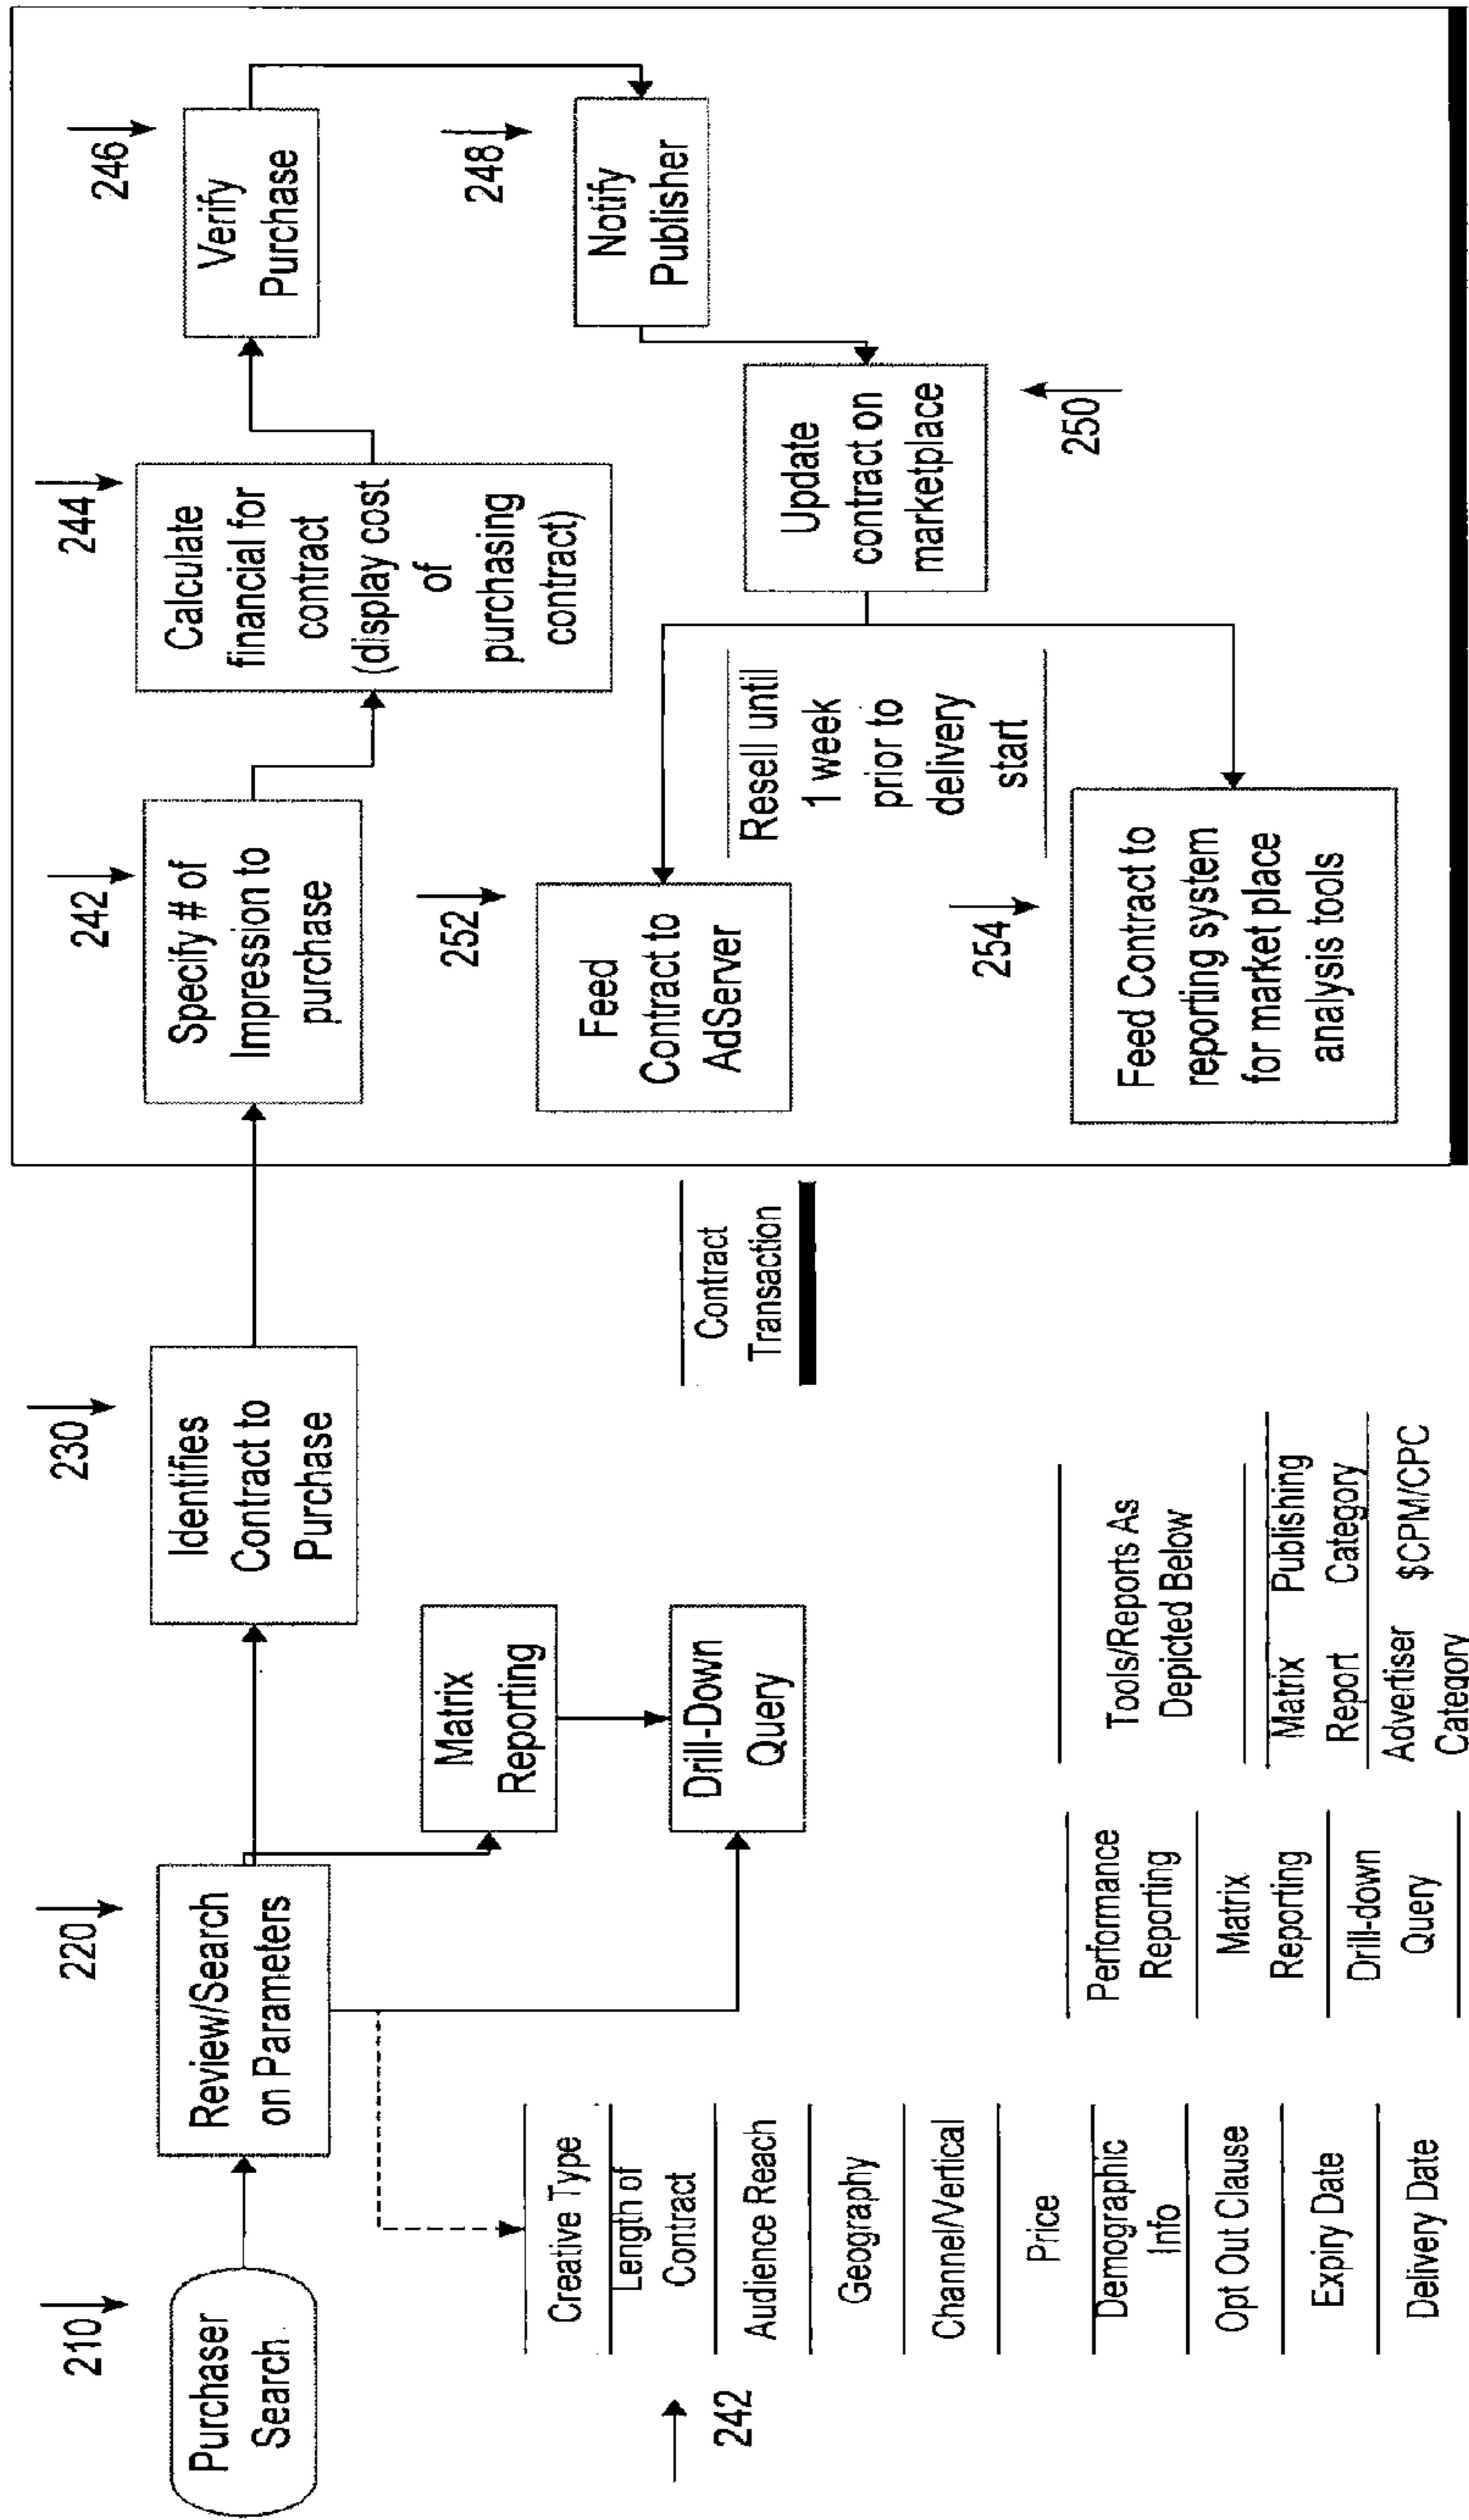 210
Purchaser
Search
220
Review/Search
on Parameters
230
Identifies
Contract to
Purchase
Matrix
Reporting
Drill-Down
Query
242
Creative Type
Length of
Contract
Audience Reach
Geography
Channel/Vertical
Price
Demographic
Info
Opt Out Clause
Expiry Date
Delivery Date
Performance
Reporting
Matrix
Reporting
Drill-down
Query
Tools/Reports As
Depicted Below
Matrix Publishing
Report Category
Advertiser $CPM/CPC
Category
Contract
Transaction
242
Specify # of
Impression to
purchase
244
Calculate
financial for
contract
(display cost
of
purchasing
contract)
246
Verify
Purchase
248
Notify
Publisher
250
Update
contract on
marketplace
Resell until
1 week
prior to
delivery
start
252
Feed
Contract to
AdServer
254
Feed Contract to
reporting system
for market place
analysis tools